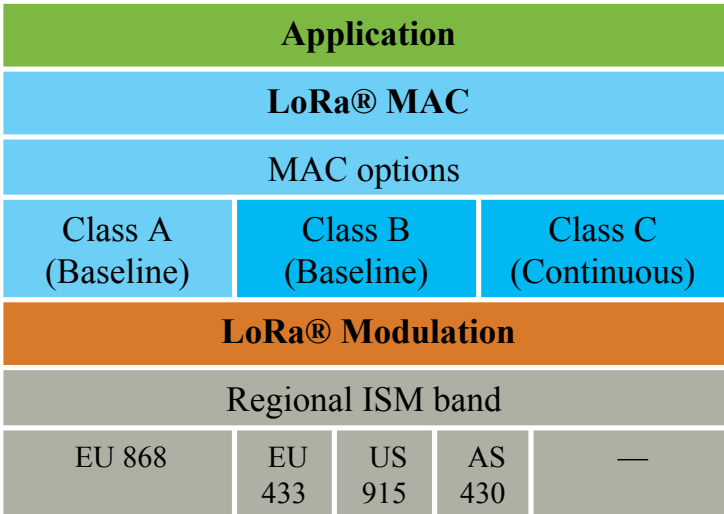 Application
LoRa® MAC
MAC options
Class A
(Baseline)
Class B
(Baseline)
Class C
(Continuous)
LoRa® Modulation
Regional ISM band
EU 868
EU
433
US
915
AS
430
—